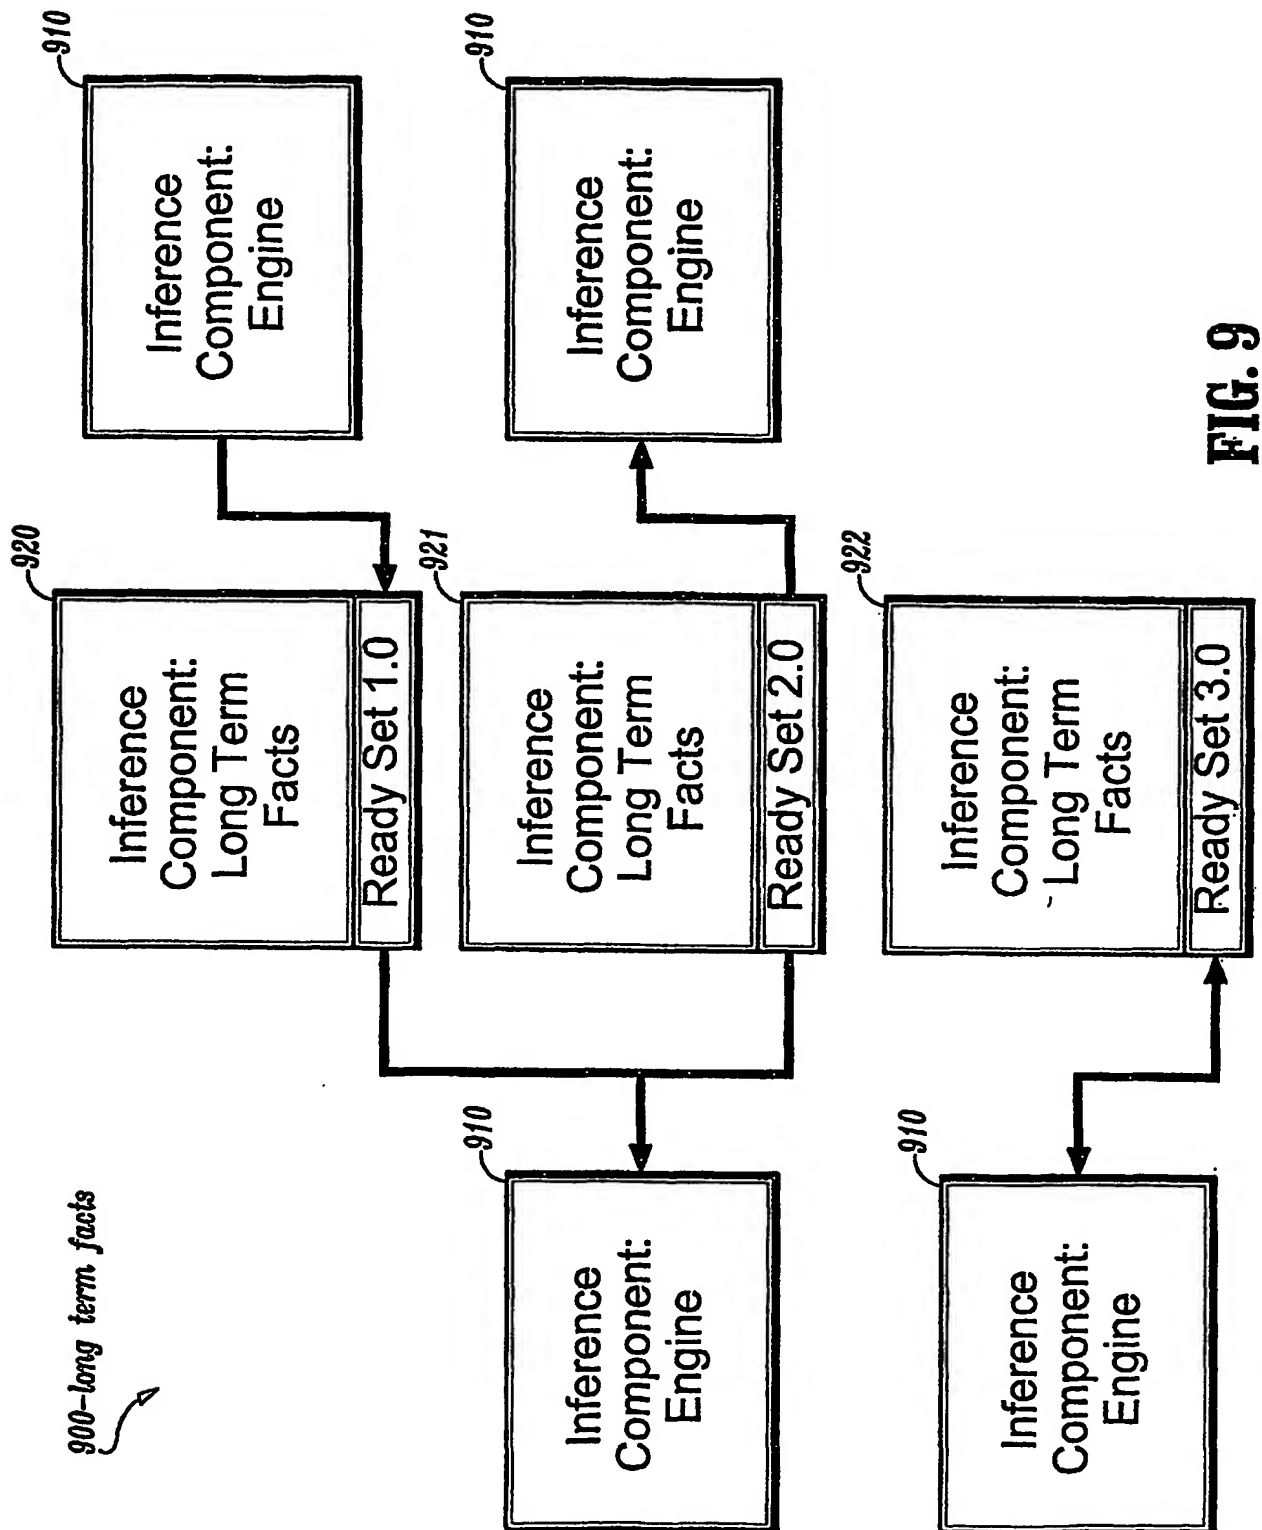 900-long term facts
920
Inference
Component:
Long Term
Facts
Ready Set 1.0
910
Inference
Component:
Engine
910
Inference
Component:
Engine
921
Inference
Component:
Long Term
Facts
Ready Set 2.0
910
Inference
Component:
Engine
910
Inference
Component:
Engine
922
Inference
Component:
Long Term
Facts
Ready Set 3.0
FIG. 9